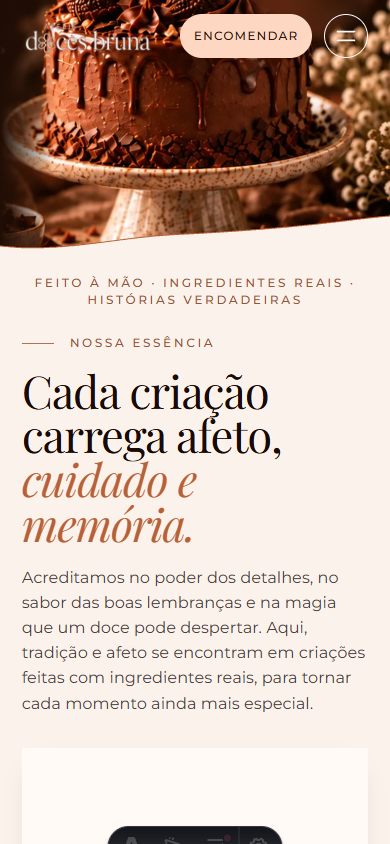 doces bruna
ENCOMENDAR
FEITO À MÃO · INGREDIENTES REAIS ·
HISTÓRIAS VERDADEIRAS
NOSSA ESSÊNCIA
Cada criação
carrega afeto,
cuidado e
memória.
Acreditamos no poder dos detalhes, no
sabor das boas lembranças e na magia
que um doce pode despertar. Aqui,
tradição e afeto se encontram em criações
feitas com ingredientes reais, para tornar
cada momento ainda mais especial.